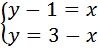 y − 1 = x
y = 3 − x